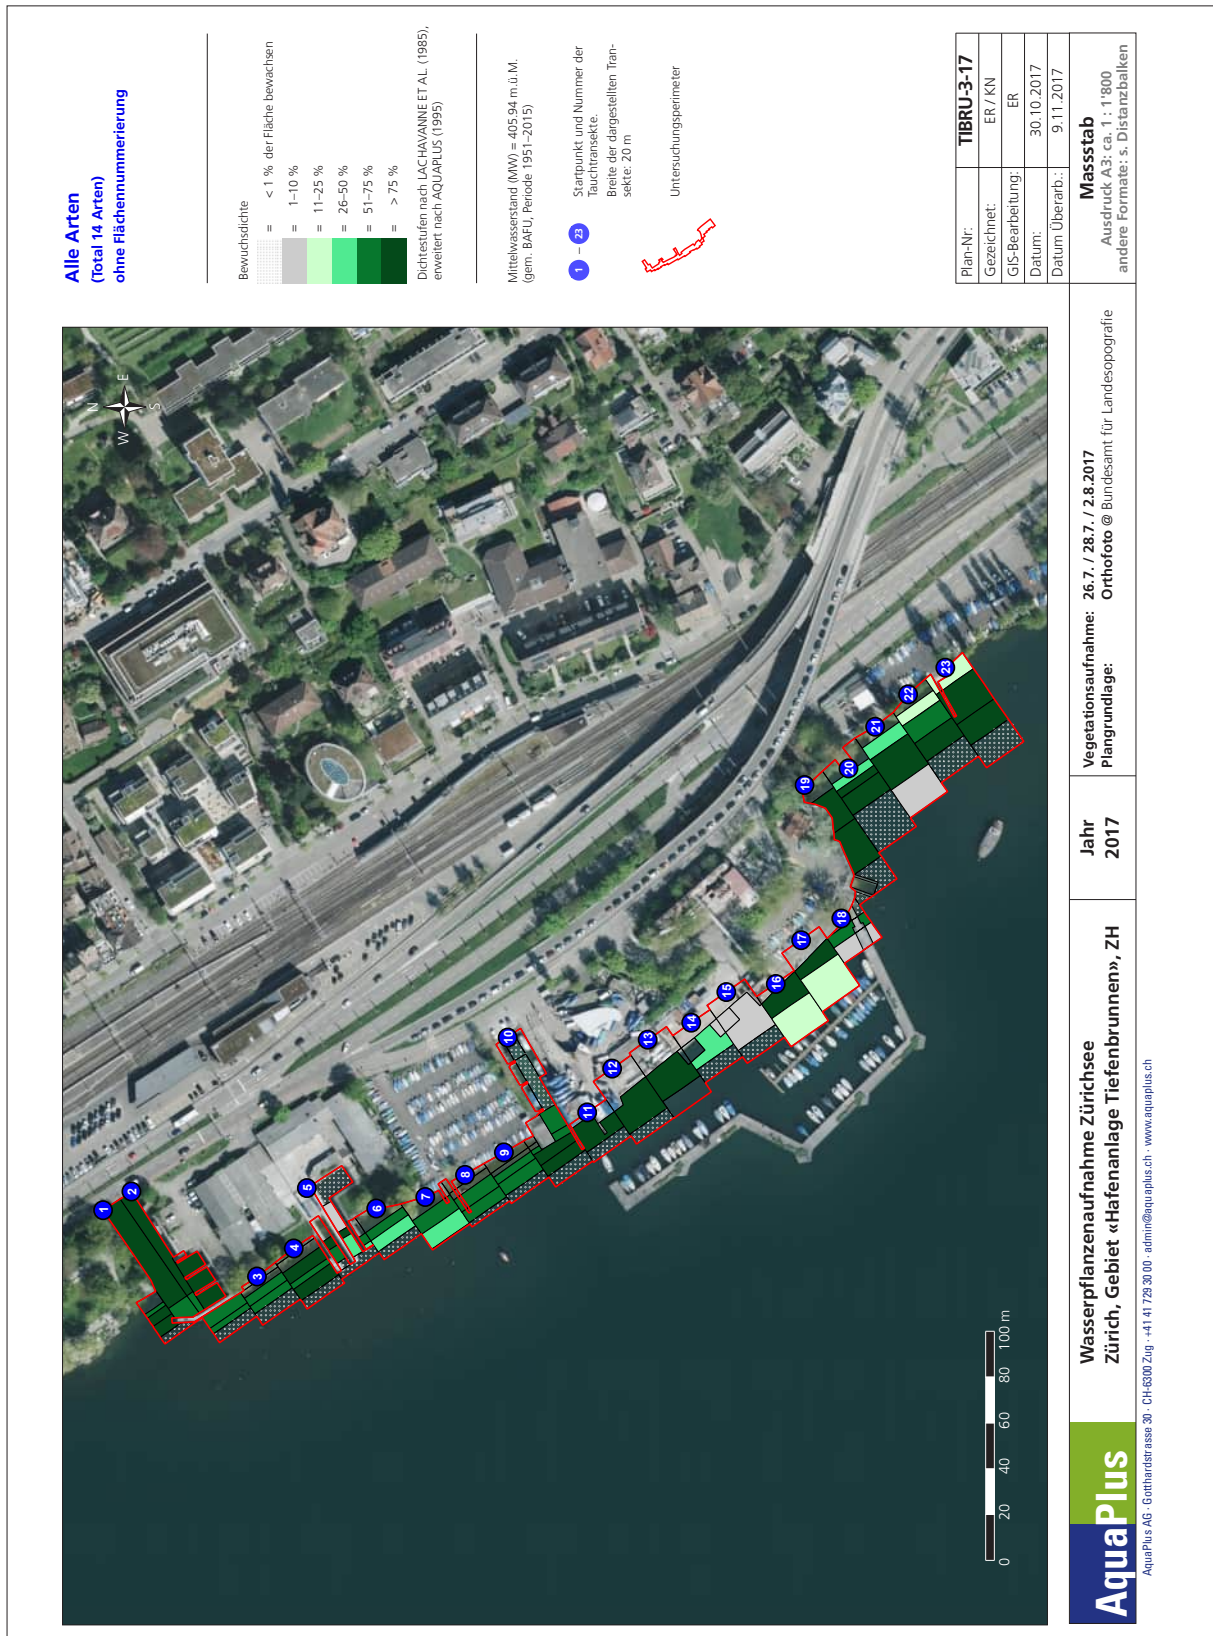 Alle Arten
(Total 14 Arten)
ohne Flächennummerierung
Bewuchsdichte
= < 1 % der Fläche bewachsen
= 1–10 %
= 11–25 %
= 26–50 %
= 51–75 %
= > 75 %
Dichtestufen nach LACHAVANNE ET AL. (1985),
erweitert nach AQUAPLUS (1995)
Mittelwasserstand (MW) = 405.94 m.ü.M.
(gem. BAFU, Periode 1951–2015)
1 – 23
Startpunkt und Nummer der
Tauchtransekte.
Breite der dargestellten Tran-
sekte: 20 m
Untersuchungsperimeter
N
W E
S
1
2
3
4
5
6
7
8
9
10
11
12
13
14
15
16
17
18
19
20
21
22
23
0 20 40 60 80 100 m
AquaPlus
Wasserpflanzenaufnahme Zürichsee
Zürich, Gebiet «Hafenanlage Tiefenbrunnen», ZH
Jahr
2017
Vegetationsaufnahme: 26.7. / 28.7. / 2.8.2017
Plangrundlage: Orthofoto @ Bundesamt für Landesopografie
Plan-Nr: TIBRU-3-17
Gezeichnet: ER / KN
GIS-Bearbeitung: ER
Datum: 30.10.2017
Datum Überarb.: 9.11.2017
Massstab
Ausdruck A3: ca. 1 : 1'800
andere Formate: s. Distanzbalken
AquaPlus AG · Gotthardstrasse 30 · CH-6300 Zug · +41 41 729 30 00 · admin@aquaplus.ch · www.aquaplus.ch